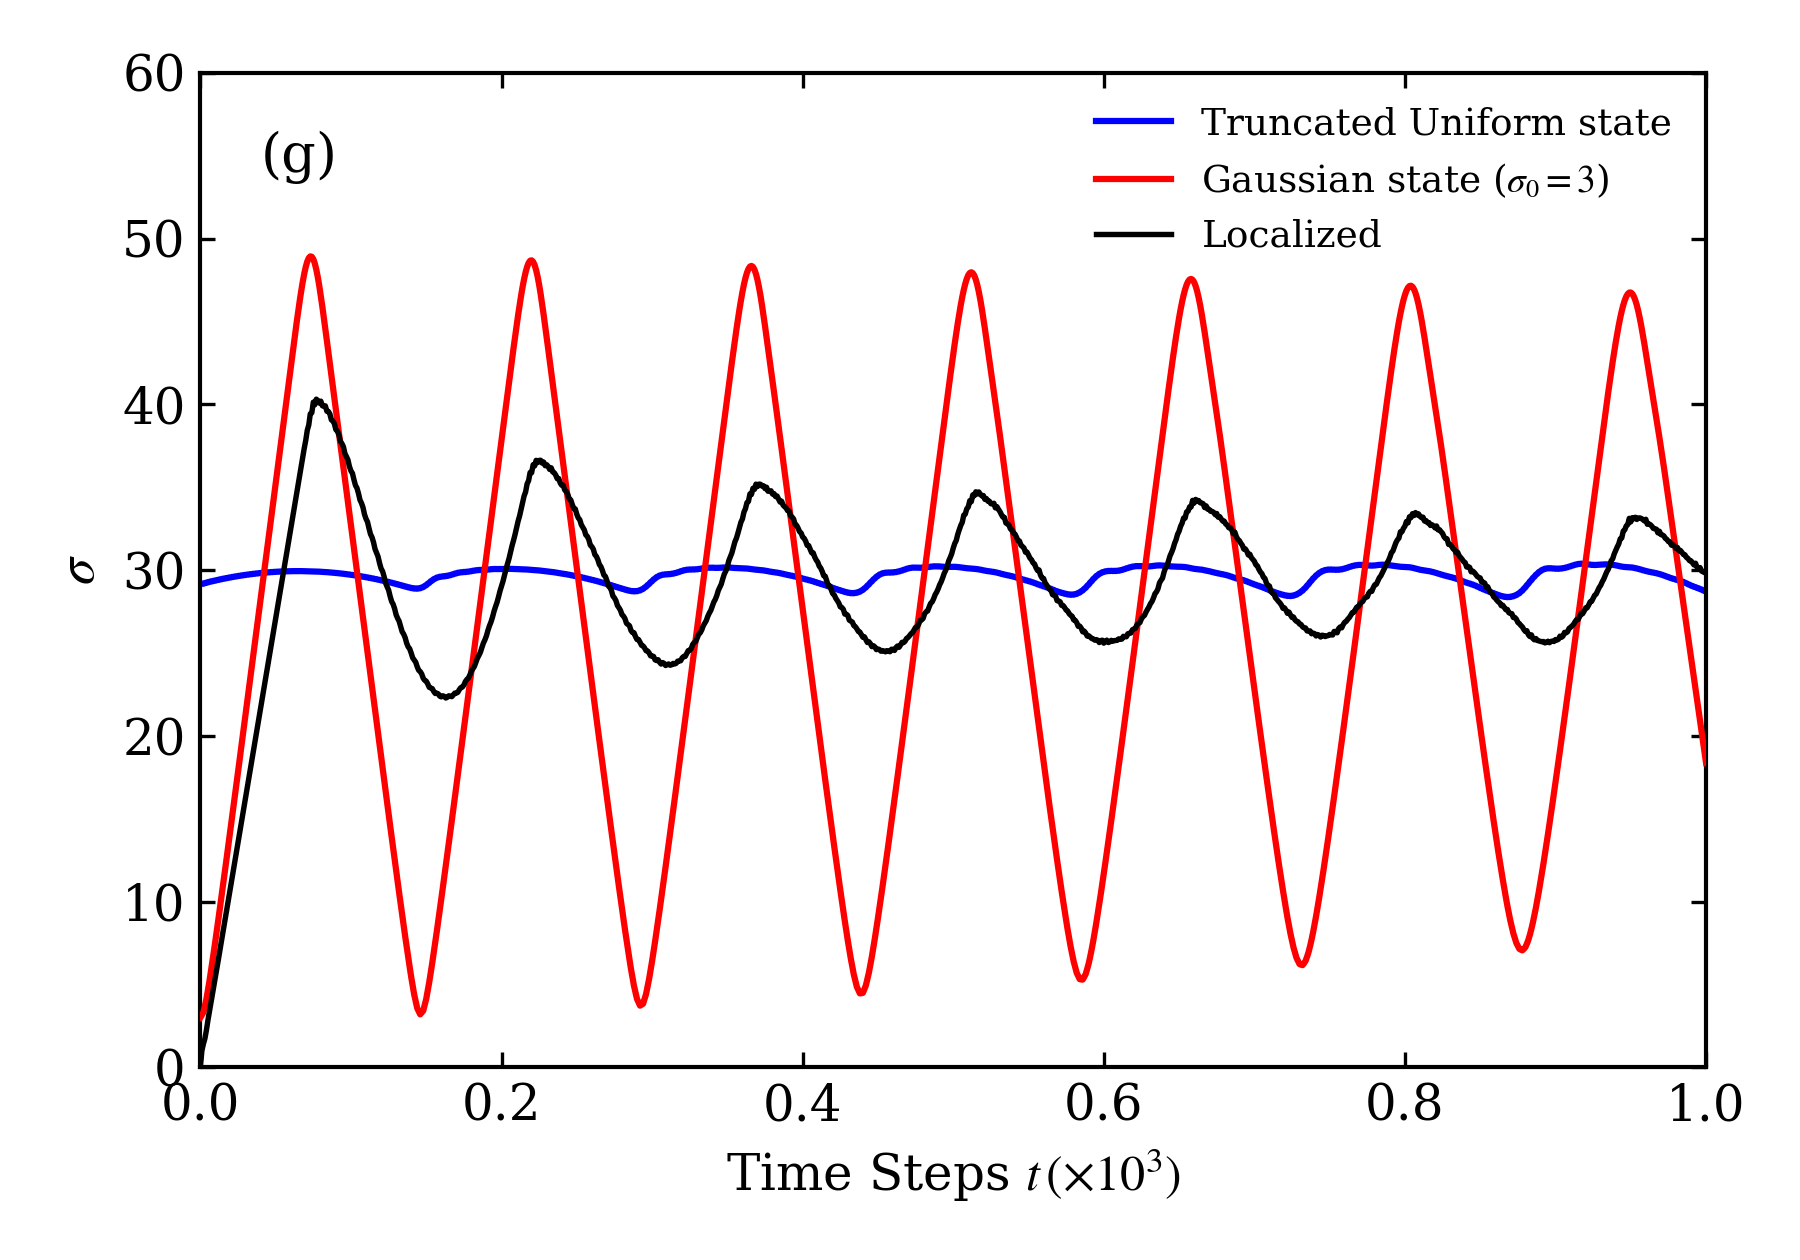 (g)
Truncated Uniform state
Gaussian state (σ₀ = 3)
Localized
60
50
40
30
20
10
0
σ
0.0 0.2 0.4 0.6 0.8 1.0
Time Steps t(×10³)